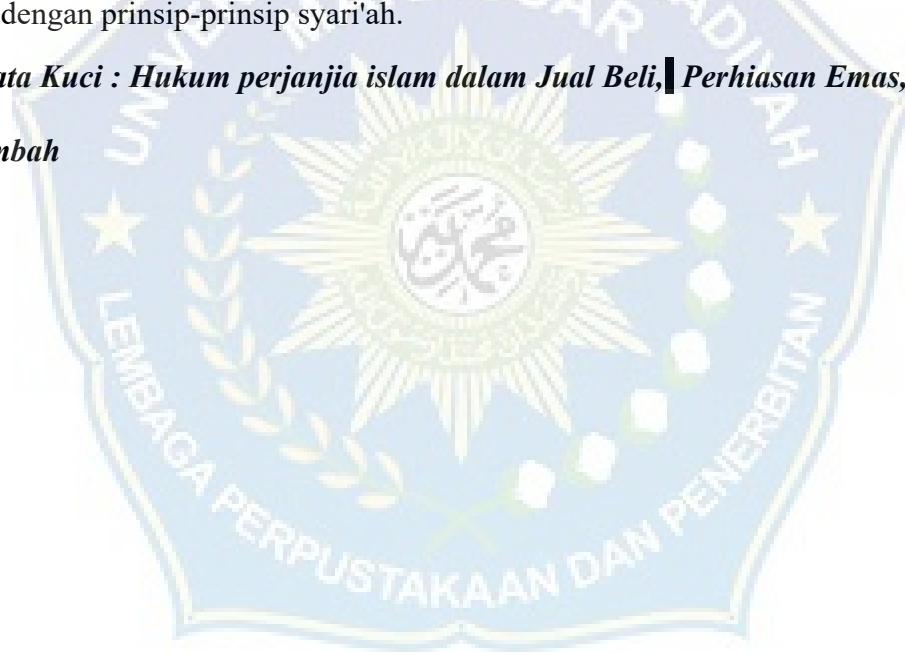 dengan prinsip-prinsip syari'ah.
ata Kuci : Hukum perjanjia islam dalam Jual Beli, Perhiasan Emas,
mbah
LEMBAGA PERPUSTAKAAN DAN PENERBITAN